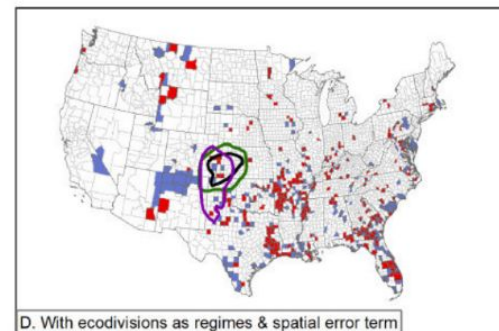 D. With ecodivisions as regimes & spatial error term